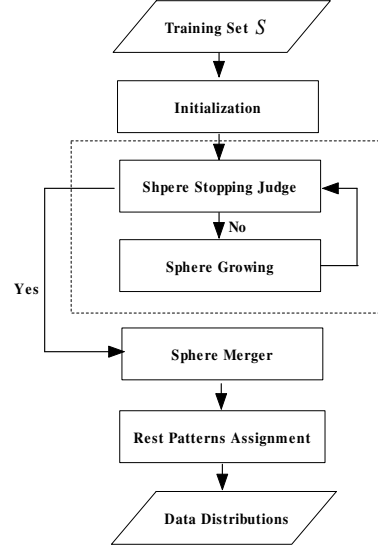 Training Set S
Initialization
Shpere Stopping Judge
No
Sphere Growing
Yes
Sphere Merger
Rest Patterns Assignment
Data Distributions